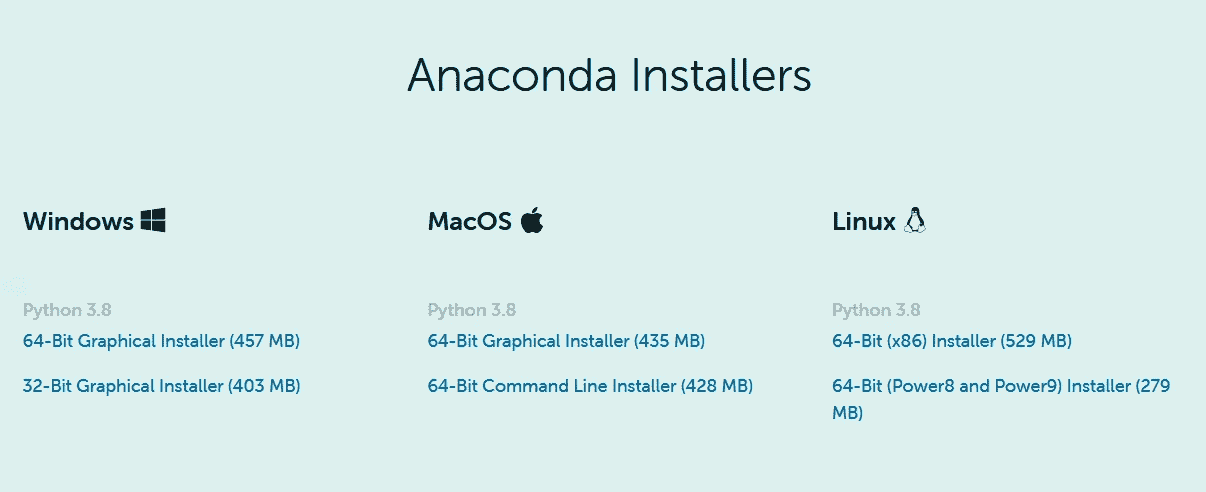 Anaconda Installers
Windows
MacOS
Linux
Python 3.8
64-Bit Graphical Installer (457 MB)
32-Bit Graphical Installer (403 MB)
Python 3.8
64-Bit Graphical Installer (435 MB)
64-Bit Command Line Installer (428 MB)
Python 3.8
64-Bit (x86) Installer (529 MB)
64-Bit (Power8 and Power9) Installer (279
MB)